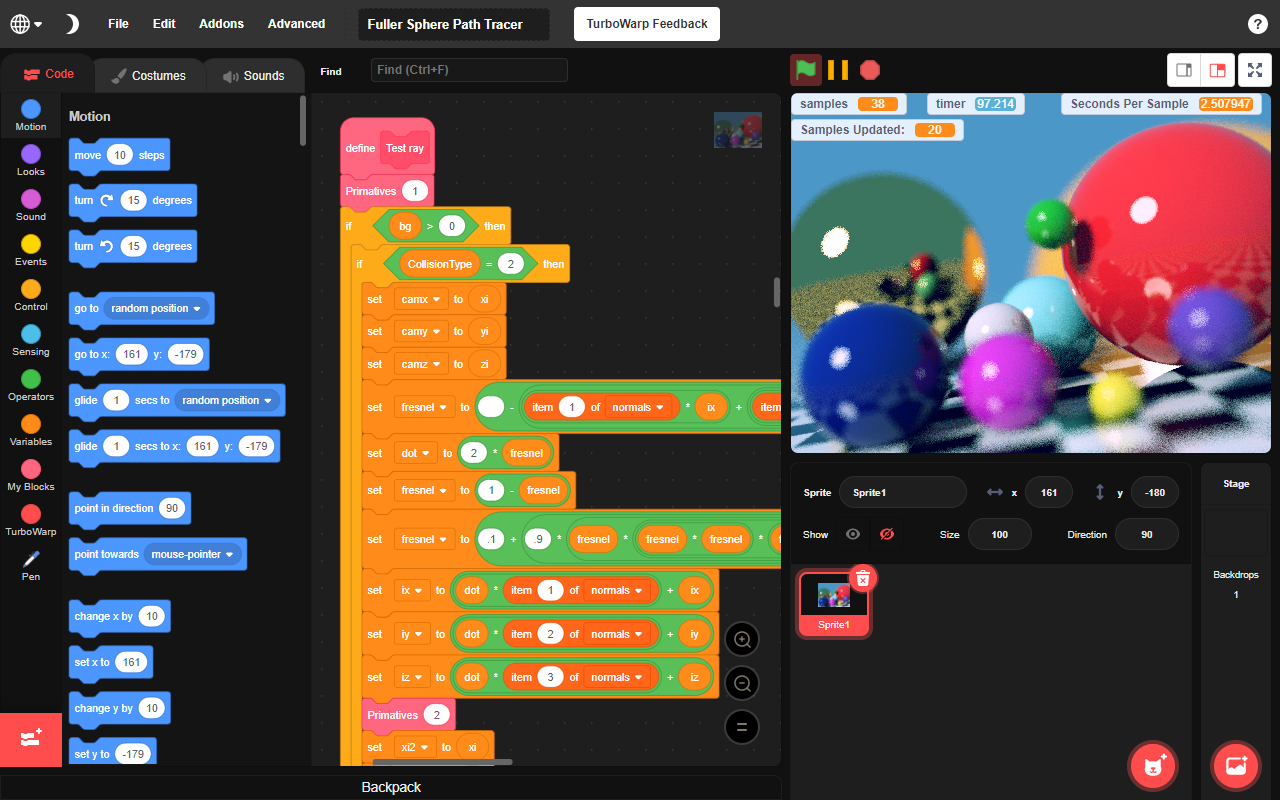 File Edit Addons Advanced Fuller Sphere Path Tracer TurboWarp Feedback ?
Code Costumes Sounds
Find Find (Ctrl+F)
Motion
Looks
Sound
Events
Control
Sensing
Operators
Variables
My Blocks
TurboWarp
Pen
Motion
move 10 steps
turn 15 degrees
turn 15 degrees
go to random position
go to x: 161 y: -179
glide 1 secs to random position
glide 1 secs to x: 161 y: -179
point in direction 90
point towards mouse-pointer
change x by 10
set x to 161
change y by 10
set y to -179
define Test ray
Primatives 1
if bg > 0 then
if CollisionType = 2 then
set camx to xi
set camy to yi
set camz to zi
set fresnel to - item 1 of normals * ix + item
set dot to 2 * fresnel
set fresnel to 1 - fresnel
set fresnel to .1 + .9 * fresnel * fresnel * fresnel *
set ix to dot * item 1 of normals + ix
set iy to dot * item 2 of normals + iy
set iz to dot * item 3 of normals + iz
Primatives 2
set xi2 to xi
Backpack
samples 38 timer 97.214 Seconds Per Sample 2.507947
Samples Updated: 20
Sprite Sprite1 x 161 y -180
Show Size 100 Direction 90
Sprite1
Stage
Backdrops
1